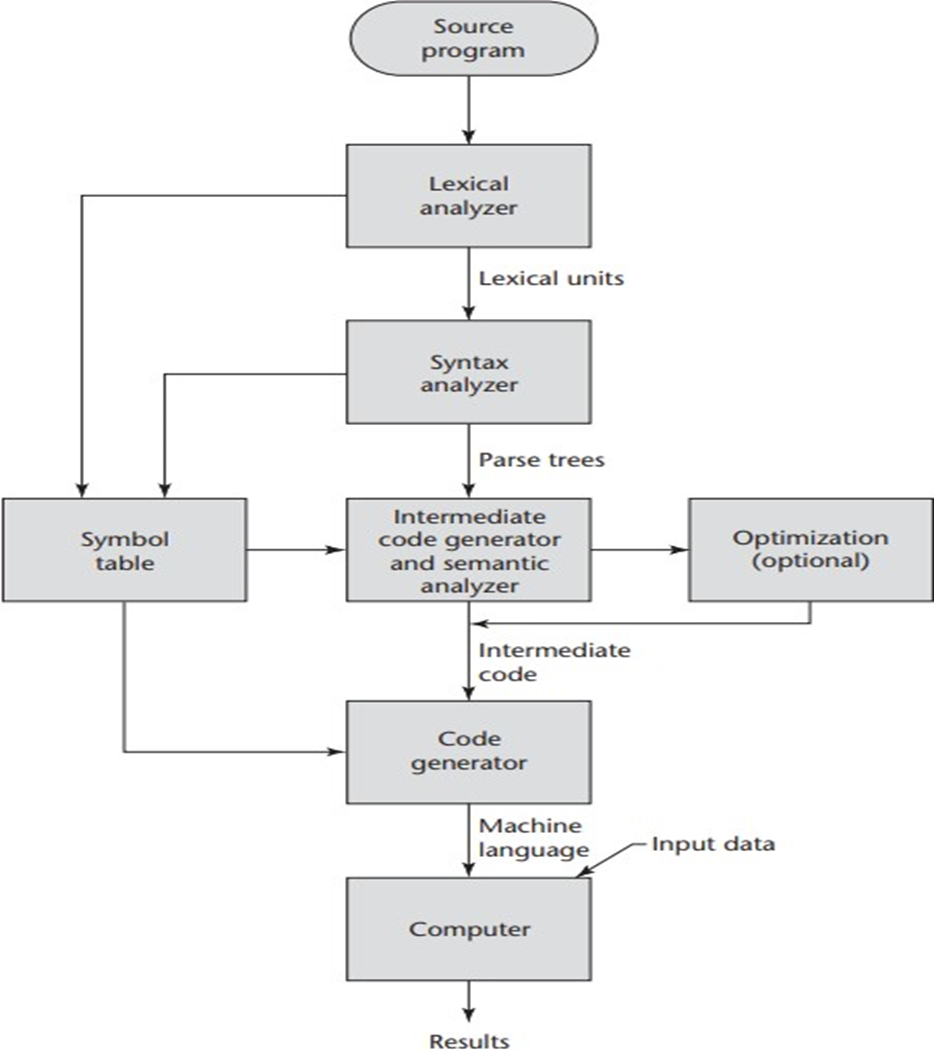 Source
program
Lexical
analyzer
Lexical units
Syntax
analyzer
Parse trees
Symbol
table
Intermediate
code generator
and semantic
analyzer
Optimization
(optional)
Intermediate
code
Code
generator
Machine
language
Input data
Computer
Results